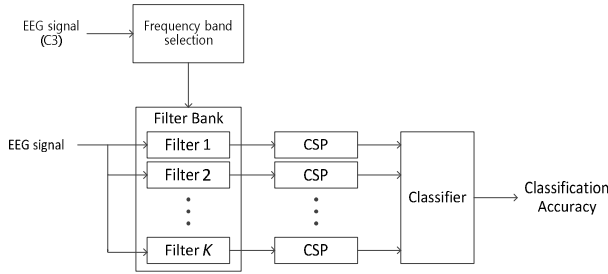 EEG signal
(C3)
Frequency band
selection
Filter Bank
EEG signal
Filter 1
CSP
Filter 2
CSP
Classifier
Classification
Accuracy
Filter K
CSP